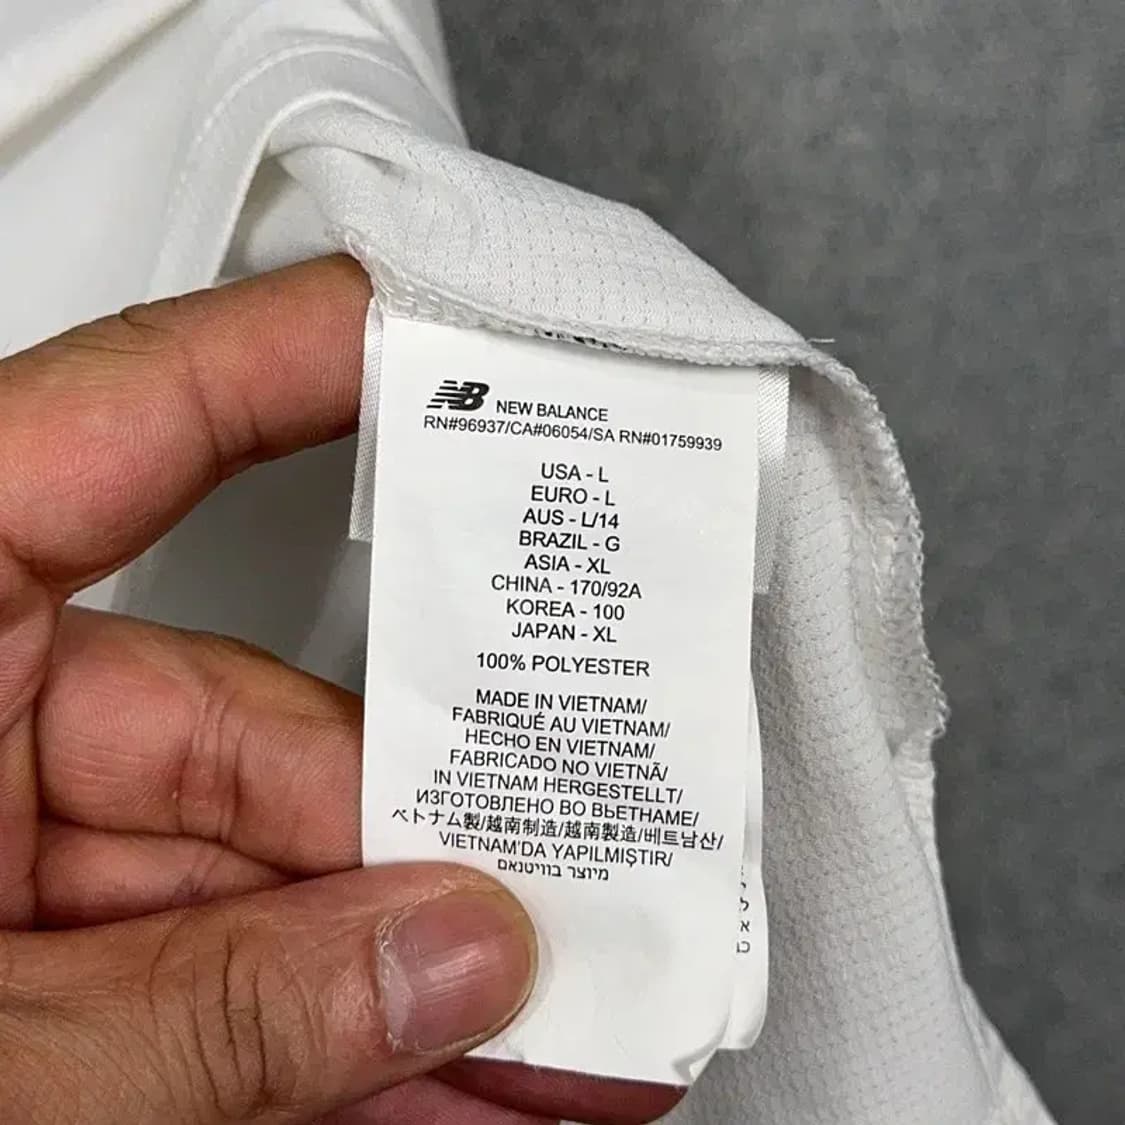 NB NEW BALANCE
RN#96937/CA#06054/SA RN#01759939
USA - L
EURO - L
AUS - L/14
BRAZIL - G
ASIA - XL
CHINA - 170/92A
KOREA - 100
JAPAN - XL
100% POLYESTER
MADE IN VIETNAM/
FABRIQUÉ AU VIETNAM/
HECHO EN VIETNAM/
FABRICADO NO VIETNÃ/
IN VIETNAM HERGESTELLT/
ИЗГОТОВЛЕНО ВО ВЬЕТНАМЕ/
ベトナム製/越南制造/越南製造/베트남산/
VIETNAM'DA YAPILMIŞTIR/
מיוצר בווייטנאם